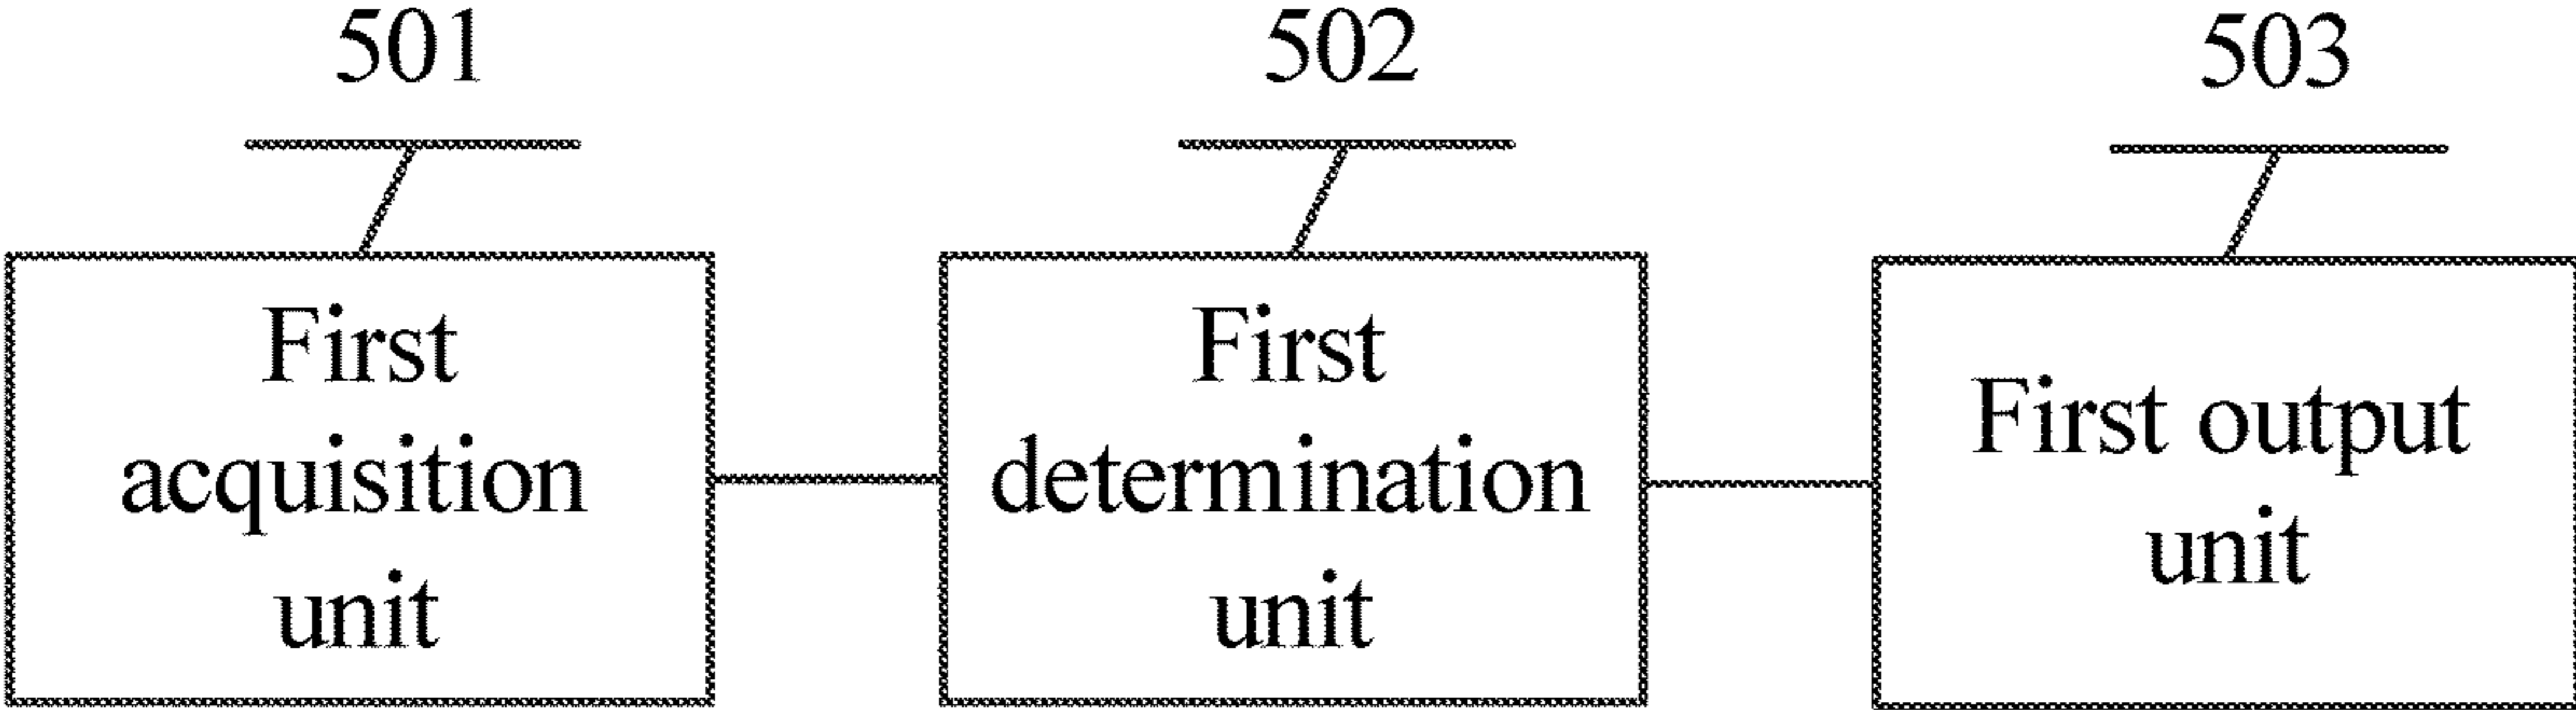 501
502
503
First
acquisition
unit
First
determination
unit
First output
unit